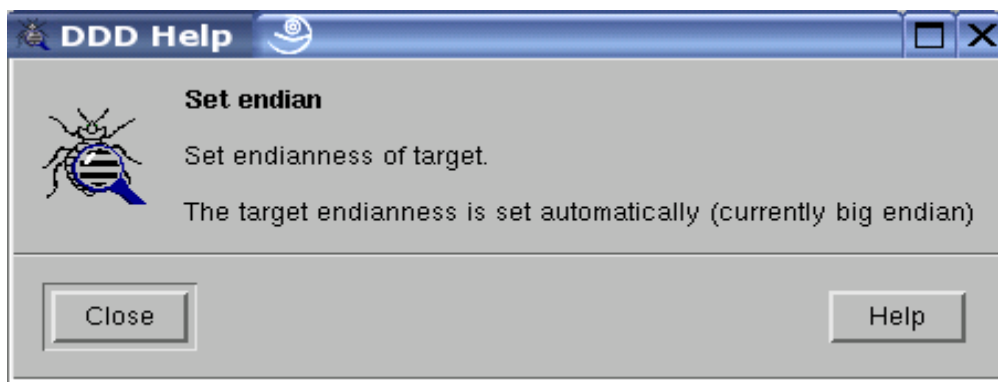 DDD Help
Set endian
Set endianness of target.
The target endianness is set automatically (currently big endian)
Close
Help